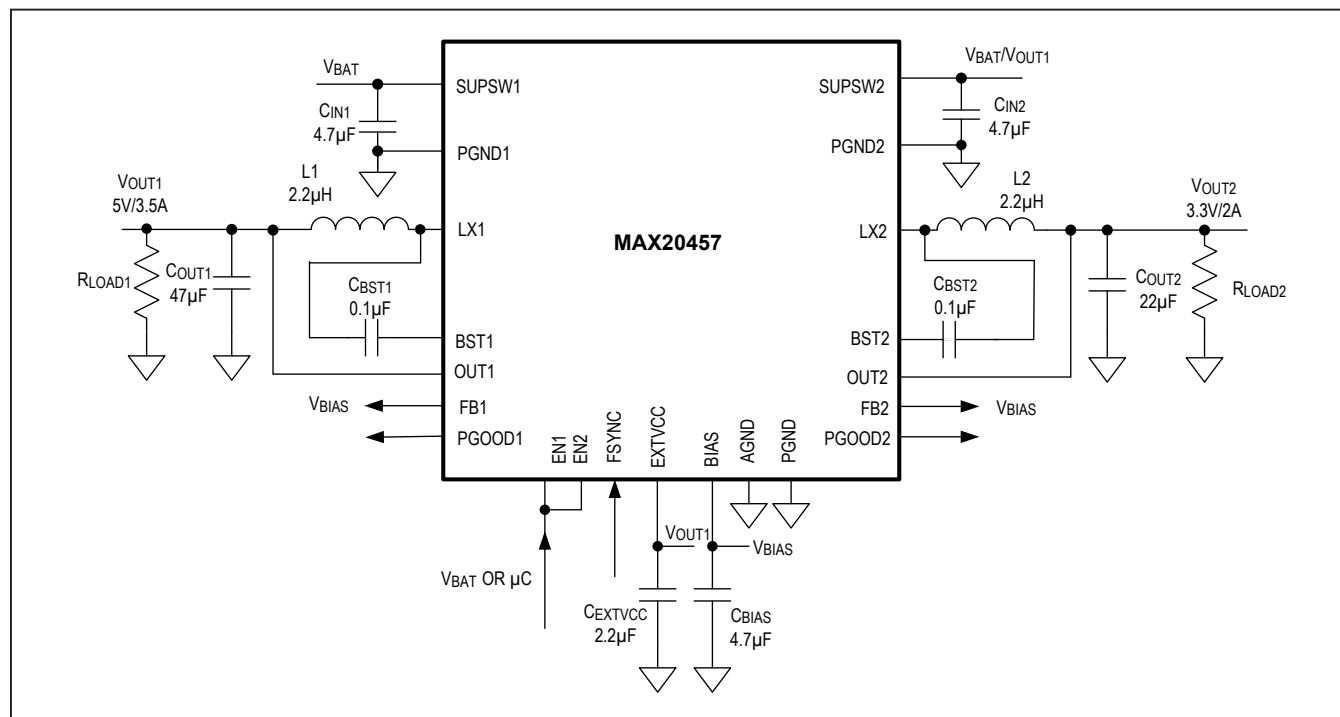 VBAT
SUPSW1
CIN1
4.7µF
PGND1
L1
2.2µH
VOUT1
5V/3.5A
LX1
RLOAD1
COUT1
47µF
CBST1
0.1µF
BST1
OUT1
VBIAS
FB1
PGOOD1
MAX20457
VBAT/VOUT1
SUPSW2
CIN2
4.7µF
PGND2
L2
2.2µH
VOUT2
3.3V/2A
LX2
CBST2
0.1µF
COUT2
22µF
RLOAD2
BST2
OUT2
FB2
VBIAS
PGOOD2
EN1
EN2
FSYNC
EXTVCC
BIAS
AGND
PGND
VOUT1
VBIAS
VBAT OR µC
CEXTVCC
2.2µF
CBIAS
4.7µF